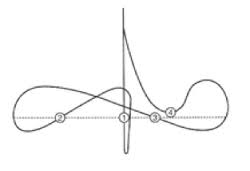 ② ① ③ ④